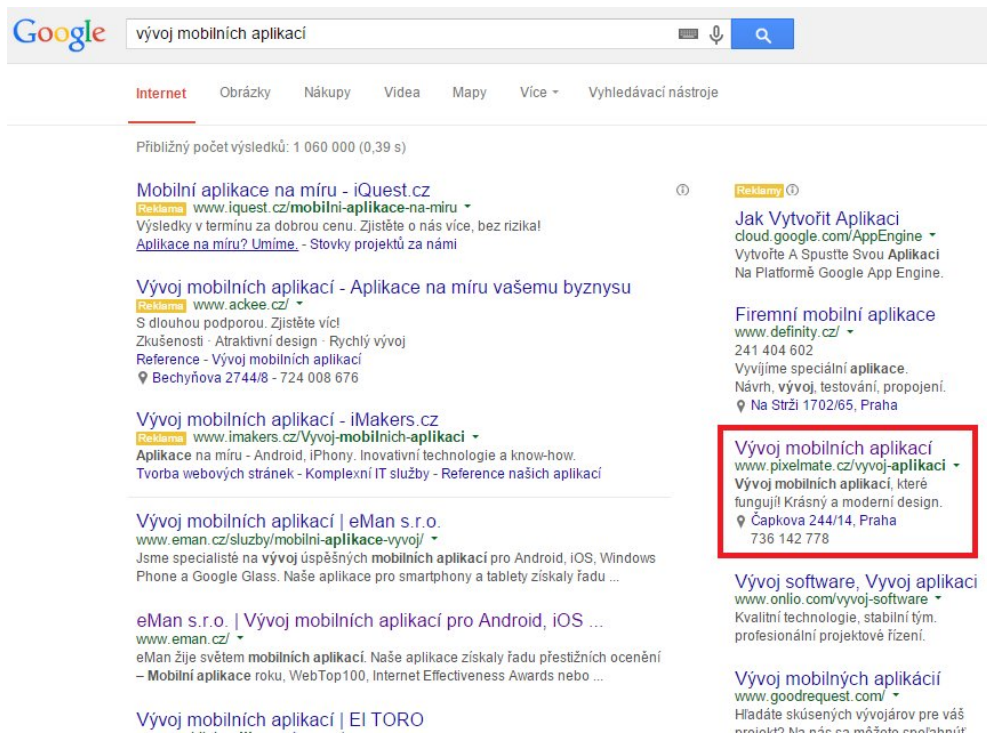 Google
vývoj mobilních aplikací
Internet Obrázky Nákupy Videa Mapy Více Vyhledávací nástroje
Přibližný počet výsledků: 1 060 000 (0,39 s)
Mobilní aplikace na míru - iQuest.cz
Reklama www.iquest.cz/mobilni-aplikace-na-miru
Výsledky v termínu za dobrou cenu. Zjistěte o nás více, bez rizika!
Aplikace na míru? Umíme. - Stovky projektů za námi
Vývoj mobilních aplikací - Aplikace na míru vašemu byznysu
Reklama www.ackee.cz/
S dlouhou podporou. Zjistěte víc!
Zkušenosti · Atraktivní design · Rychlý vývoj
Reference - Vývoj mobilních aplikací
Bechyňova 2744/8 - 724 008 676
Vývoj mobilních aplikací - iMakers.cz
Reklama www.imakers.cz/Vyvoj-mobilnich-aplikaci
Aplikace na míru - Android, iPhony. Inovativní technologie a know-how.
Tvorba webových stránek - Komplexní IT služby - Reference našich aplikací
Vývoj mobilních aplikací | eMan s.r.o.
www.eman.cz/sluzby/mobilni-aplikace-vyvoj/
Jsme specialisté na vývoj úspěšných mobilních aplikací pro Android, iOS, Windows
Phone a Google Glass. Naše aplikace pro smartphony a tablety získaly řadu ...
eMan s.r.o. | Vývoj mobilních aplikací pro Android, iOS ...
www.eman.cz/
eMan žije světem mobilních aplikací. Naše aplikace získaly řadu prestižních ocenění
– Mobilní aplikace roku, WebTop100, Internet Effectiveness Awards nebo ...
Vývoj mobilních aplikací | El TORO
Reklamy
Jak Vytvořit Aplikaci
cloud.google.com/AppEngine
Vytvořte A Spusťte Svou Aplikaci
Na Platformě Google App Engine.
Firemní mobilní aplikace
www.definity.cz/
241 404 602
Vyvíjíme speciální aplikace.
Návrh, vývoj, testování, propojení.
Na Strži 1702/65, Praha
Vývoj mobilních aplikací
www.pixelmate.cz/vyvoj-aplikaci
Vývoj mobilních aplikací, které
fungují! Krásný a moderní design.
Čapkova 244/14, Praha
736 142 778
Vývoj software, Vyvoj aplikaci
www.onlio.com/vyvoj-software
Kvalitní technologie, stabilní tým.
profesionální projektové řízení.
Vývoj mobilných aplikácií
www.goodrequest.com/
Hľadáte skúsených vývojárov pre váš
projekt? Na nás sa môžete spoľahnúť